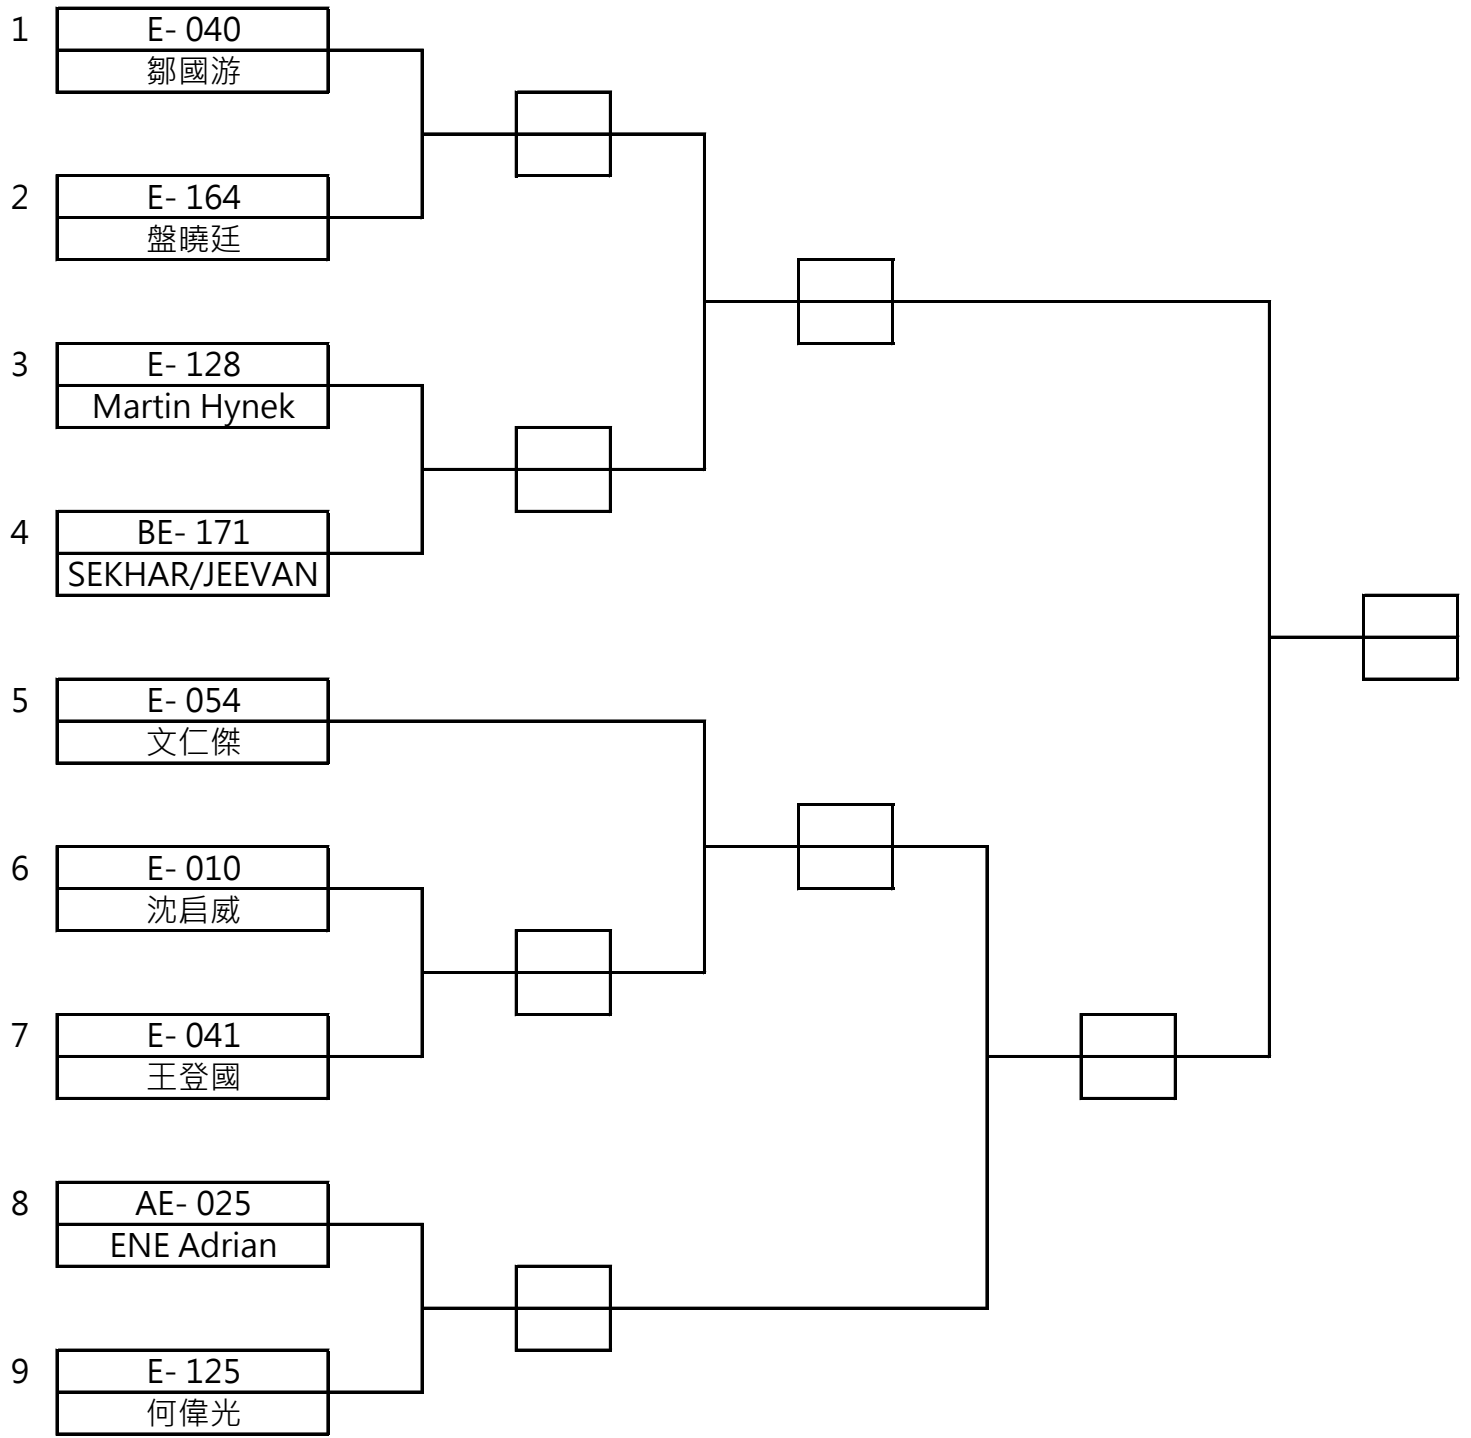 1
E- 040
鄒國游
2
E- 164
盤曉廷
3
E- 128
Martin Hynek
4
BE- 171
SEKHAR/JEEVAN
5
E- 054
文仁傑
6
E- 010
沈启威
7
E- 041
王登國
8
AE- 025
ENE Adrian
9
E- 125
何偉光